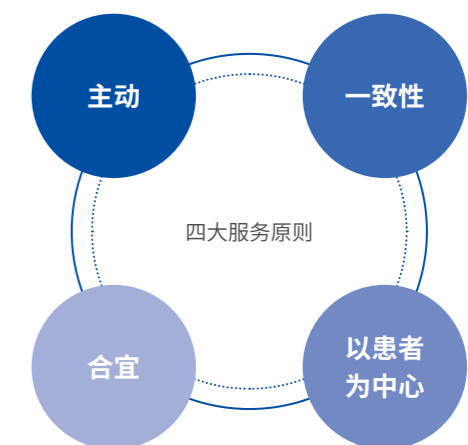 主动
一致性
四大服务原则
合宜
以患者
为中心